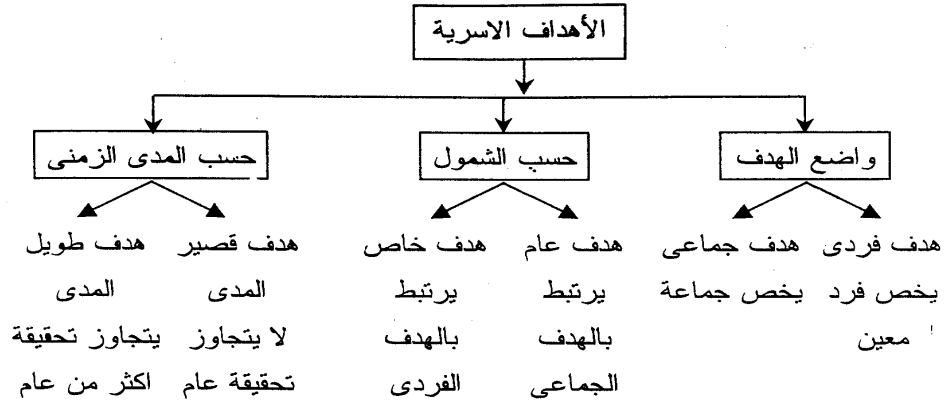 الأهداف الاسرية
واضع الهدف
حسب الشمول
حسب المدى الزمنى
هدف فردى
يخص فرد
معين
هدف جماعى
يخص جماعة
هدف عام
يرتبط
بالهدف
الجماعى
هدف خاص
يرتبط
بالهدف
الفردى
هدف قصير
المدى
لا يتجاوز
تحقيقة عام
هدف طويل
المدى
يتجاوز تحقيقة
اكثر من عام